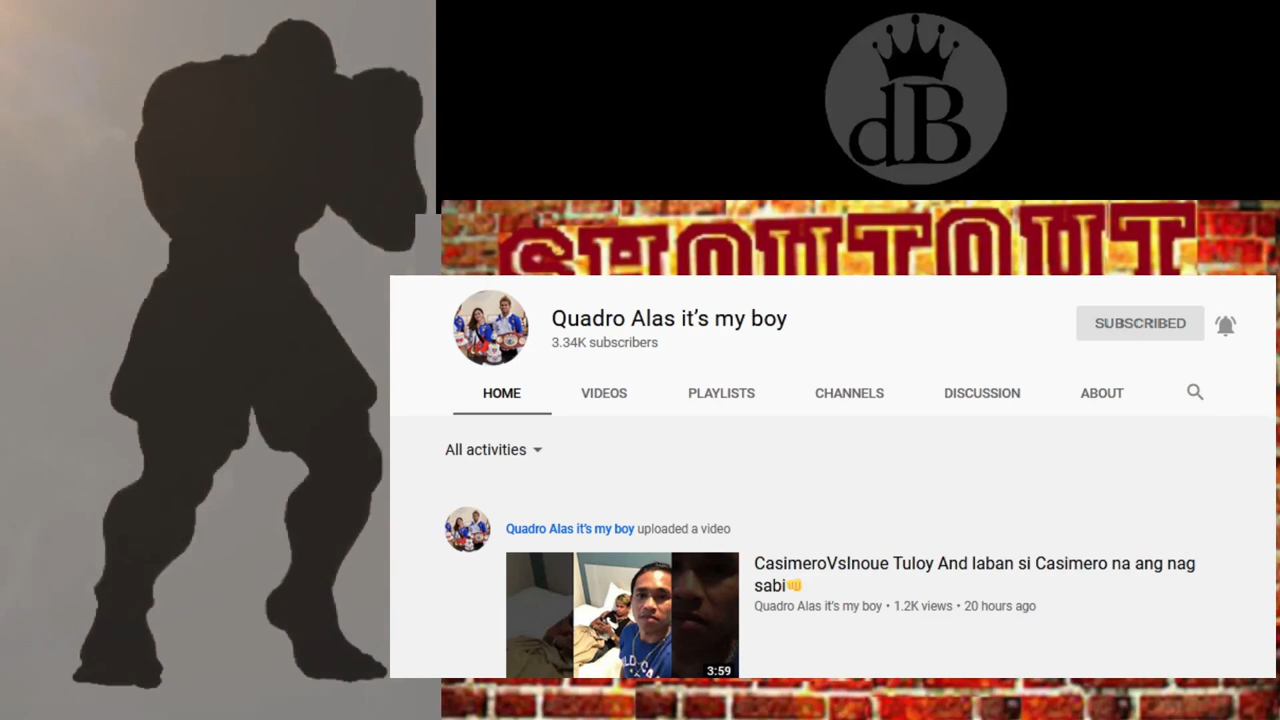 dB
SHOUTOUT
Quadro Alas it's my boy
3.34K subscribers
SUBSCRIBED
HOME VIDEOS PLAYLISTS CHANNELS DISCUSSION ABOUT
All activities
Quadro Alas it's my boy uploaded a video
CasimeroVsInoue Tuloy And laban si Casimero na ang nag
sabi👊
Quadro Alas it's my boy • 1.2K views • 20 hours ago
3:59